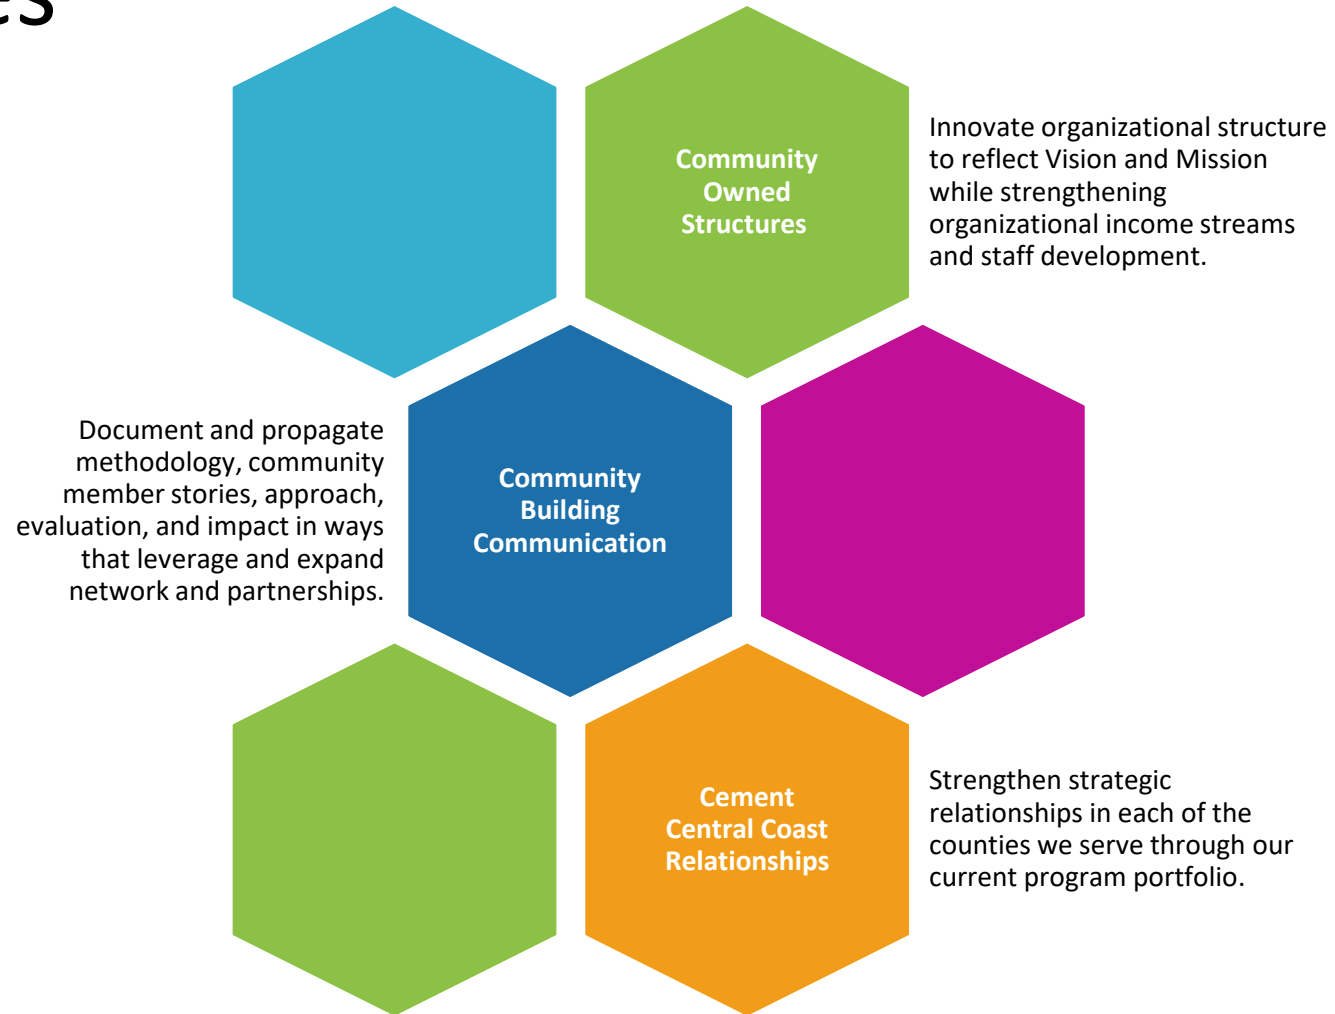 es
Community
Owned
Structures
Innovate organizational structure
to reflect Vision and Mission
while strengthening
organizational income streams
and staff development.
Document and propagate
methodology, community
member stories, approach,
evaluation, and impact in ways
that leverage and expand
network and partnerships.
Community
Building
Communication
Cement
Central Coast
Relationships
Strengthen strategic
relationships in each of the
counties we serve through our
current program portfolio.